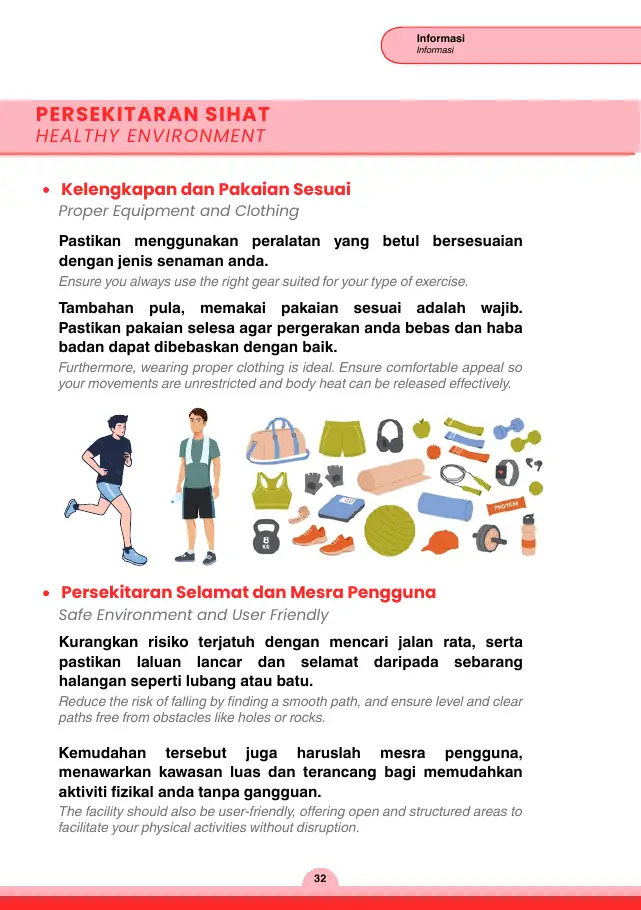 Informasi
Informasi
PERSEKITARAN SIHAT
HEALTHY ENVIRONMENT
• Kelengkapan dan Pakaian Sesuai
Proper Equipment and Clothing
Pastikan menggunakan peralatan yang betul bersesuaian
dengan jenis senaman anda.
Ensure you always use the right gear suited for your type of exercise.
Tambahan pula, memakai pakaian sesuai adalah wajib.
Pastikan pakaian selesa agar pergerakan anda bebas dan haba
badan dapat dibebaskan dengan baik.
Furthermore, wearing proper clothing is ideal. Ensure comfortable appeal so
your movements are unrestricted and body heat can be released effectively.
8
KG
PROTEIN
• Persekitaran Selamat dan Mesra Pengguna
Safe Environment and User Friendly
Kurangkan risiko terjatuh dengan mencari jalan rata, serta
pastikan laluan lancar dan selamat daripada sebarang
halangan seperti lubang atau batu.
Reduce the risk of falling by finding a smooth path, and ensure level and clear
paths free from obstacles like holes or rocks.
Kemudahan tersebut juga haruslah mesra pengguna,
menawarkan kawasan luas dan terancang bagi memudahkan
aktiviti fizikal anda tanpa gangguan.
The facility should also be user-friendly, offering open and structured areas to
facilitate your physical activities without disruption.
32